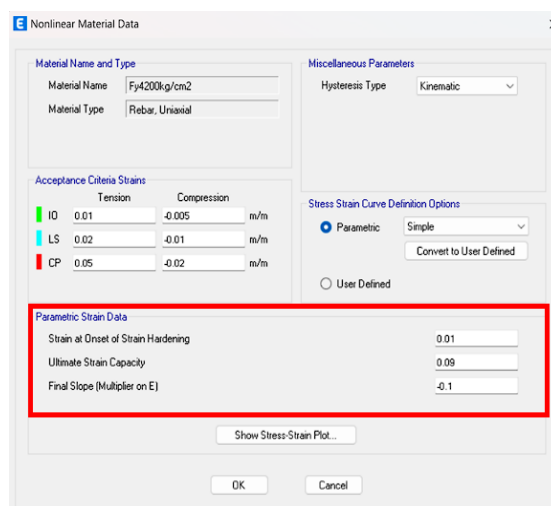 E Nonlinear Material Data
Material Name and Type
Material Name Fy4200kg/cm2
Material Type Rebar, Uniaxial
Miscellaneous Parameters
Hysteresis Type Kinematic
Acceptance Criteria Strains
Tension Compression
IO 0.01 -0.005 m/m
LS 0.02 -0.01 m/m
CP 0.05 -0.02 m/m
Stress Strain Curve Definition Options
Parametric Simple
Convert to User Defined
User Defined
Parametric Strain Data
Strain at Onset of Strain Hardening 0.01
Ultimate Strain Capacity 0.09
Final Slope (Multiplier on E) -0.1
Show Stress-Strain Plot...
OK Cancel